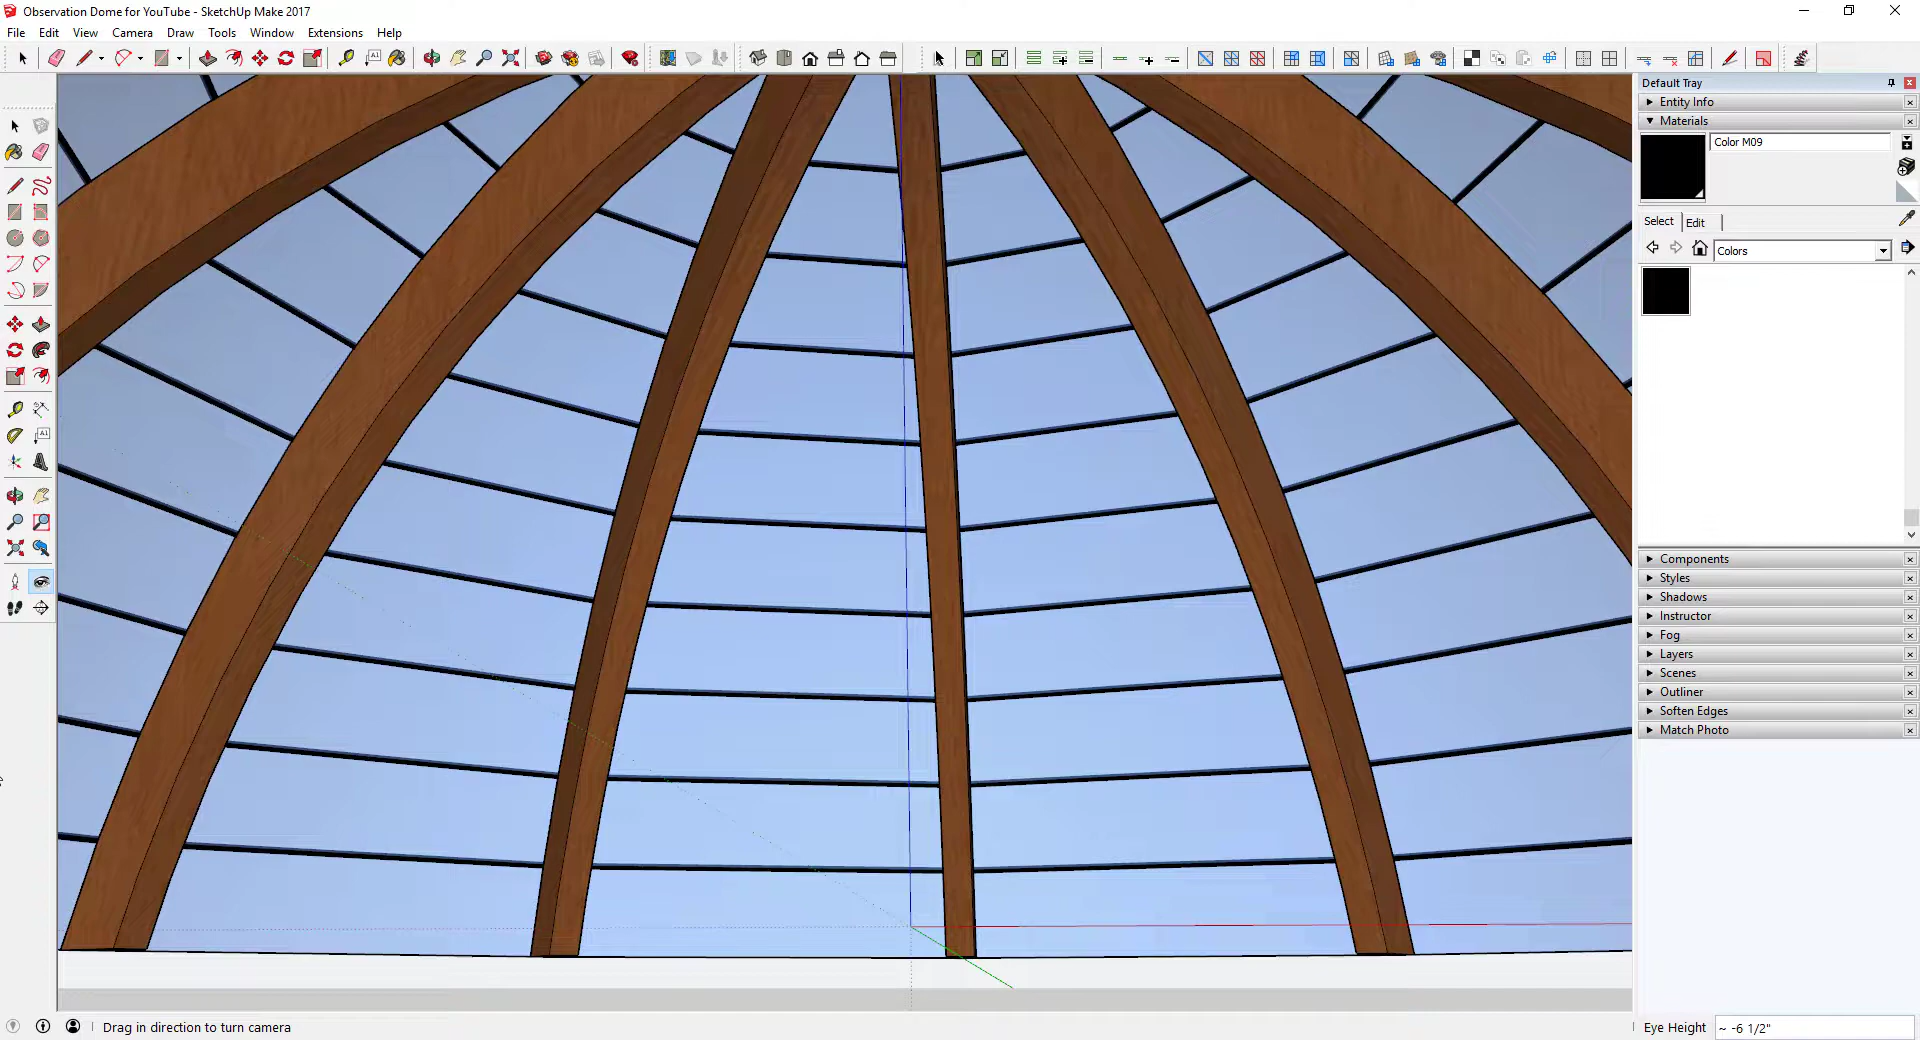 Observation Dome for YouTube - SketchUp Make 2017
File Edit View Camera Draw Tools Window Extensions Help
Default Tray
Entity Info
Materials
Color M09
Select Edit
Colors
Components
Styles
Shadows
Instructor
Fog
Layers
Scenes
Outliner
Soften Edges
Match Photo
Drag in direction to turn camera
Eye Height ~ -6 1/2"